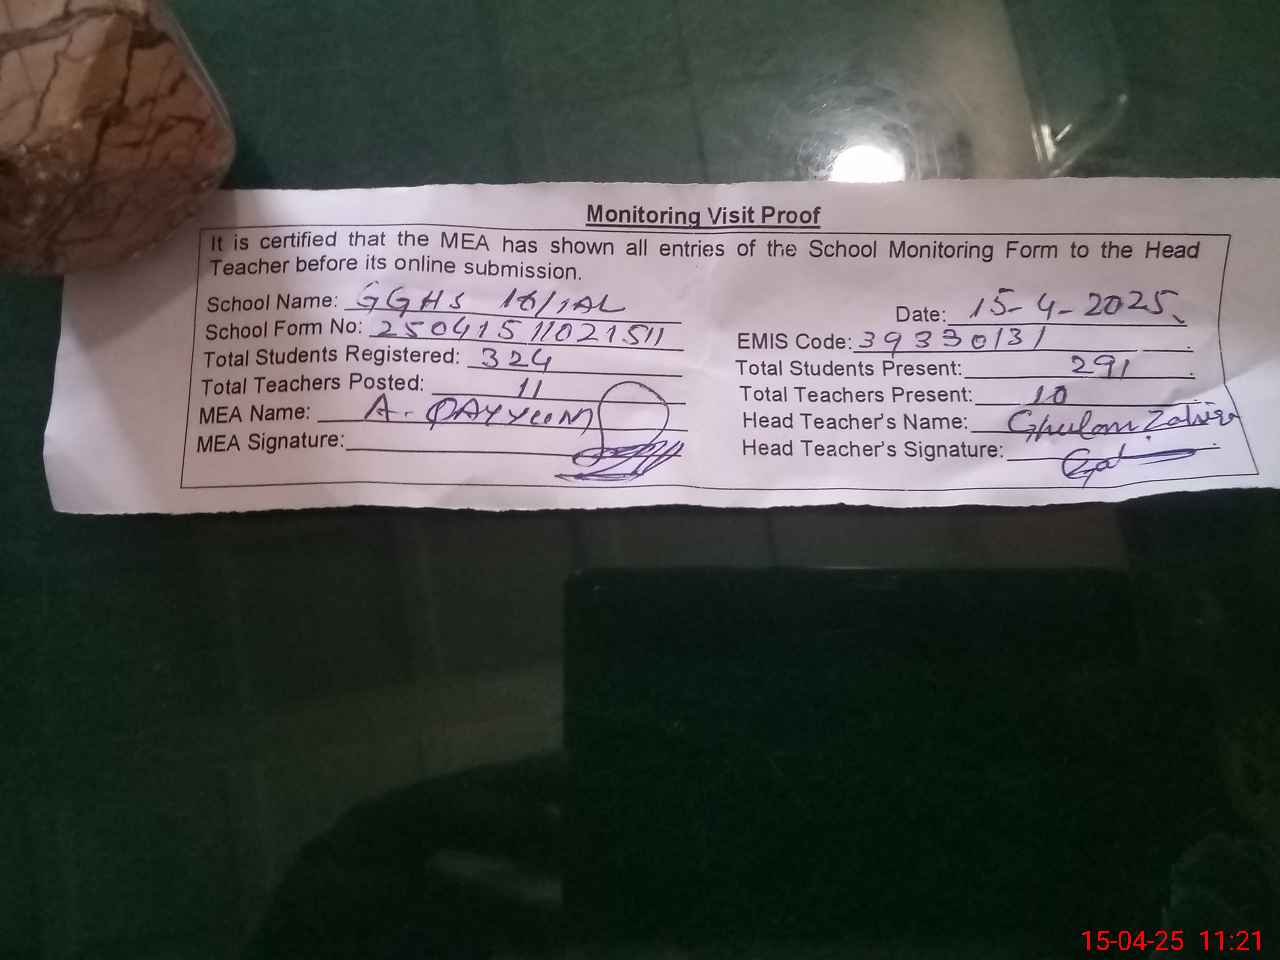 Monitoring Visit Proof
It is certified that the MEA has shown all entries of the School Monitoring Form to the Head
Teacher before its online submission.
School Name: GGHS 16/1AL
Date: 15-4-2025
School Form No: 25041511021511
EMIS Code: 39330131
Total Students Registered: 324
Total Students Present: 291
Total Teachers Posted: 11
Total Teachers Present: 10
MEA Name: A. QAYYUM
Head Teacher's Name: Ghulam Zahira
MEA Signature:
Head Teacher's Signature:
15-04-25 11:21